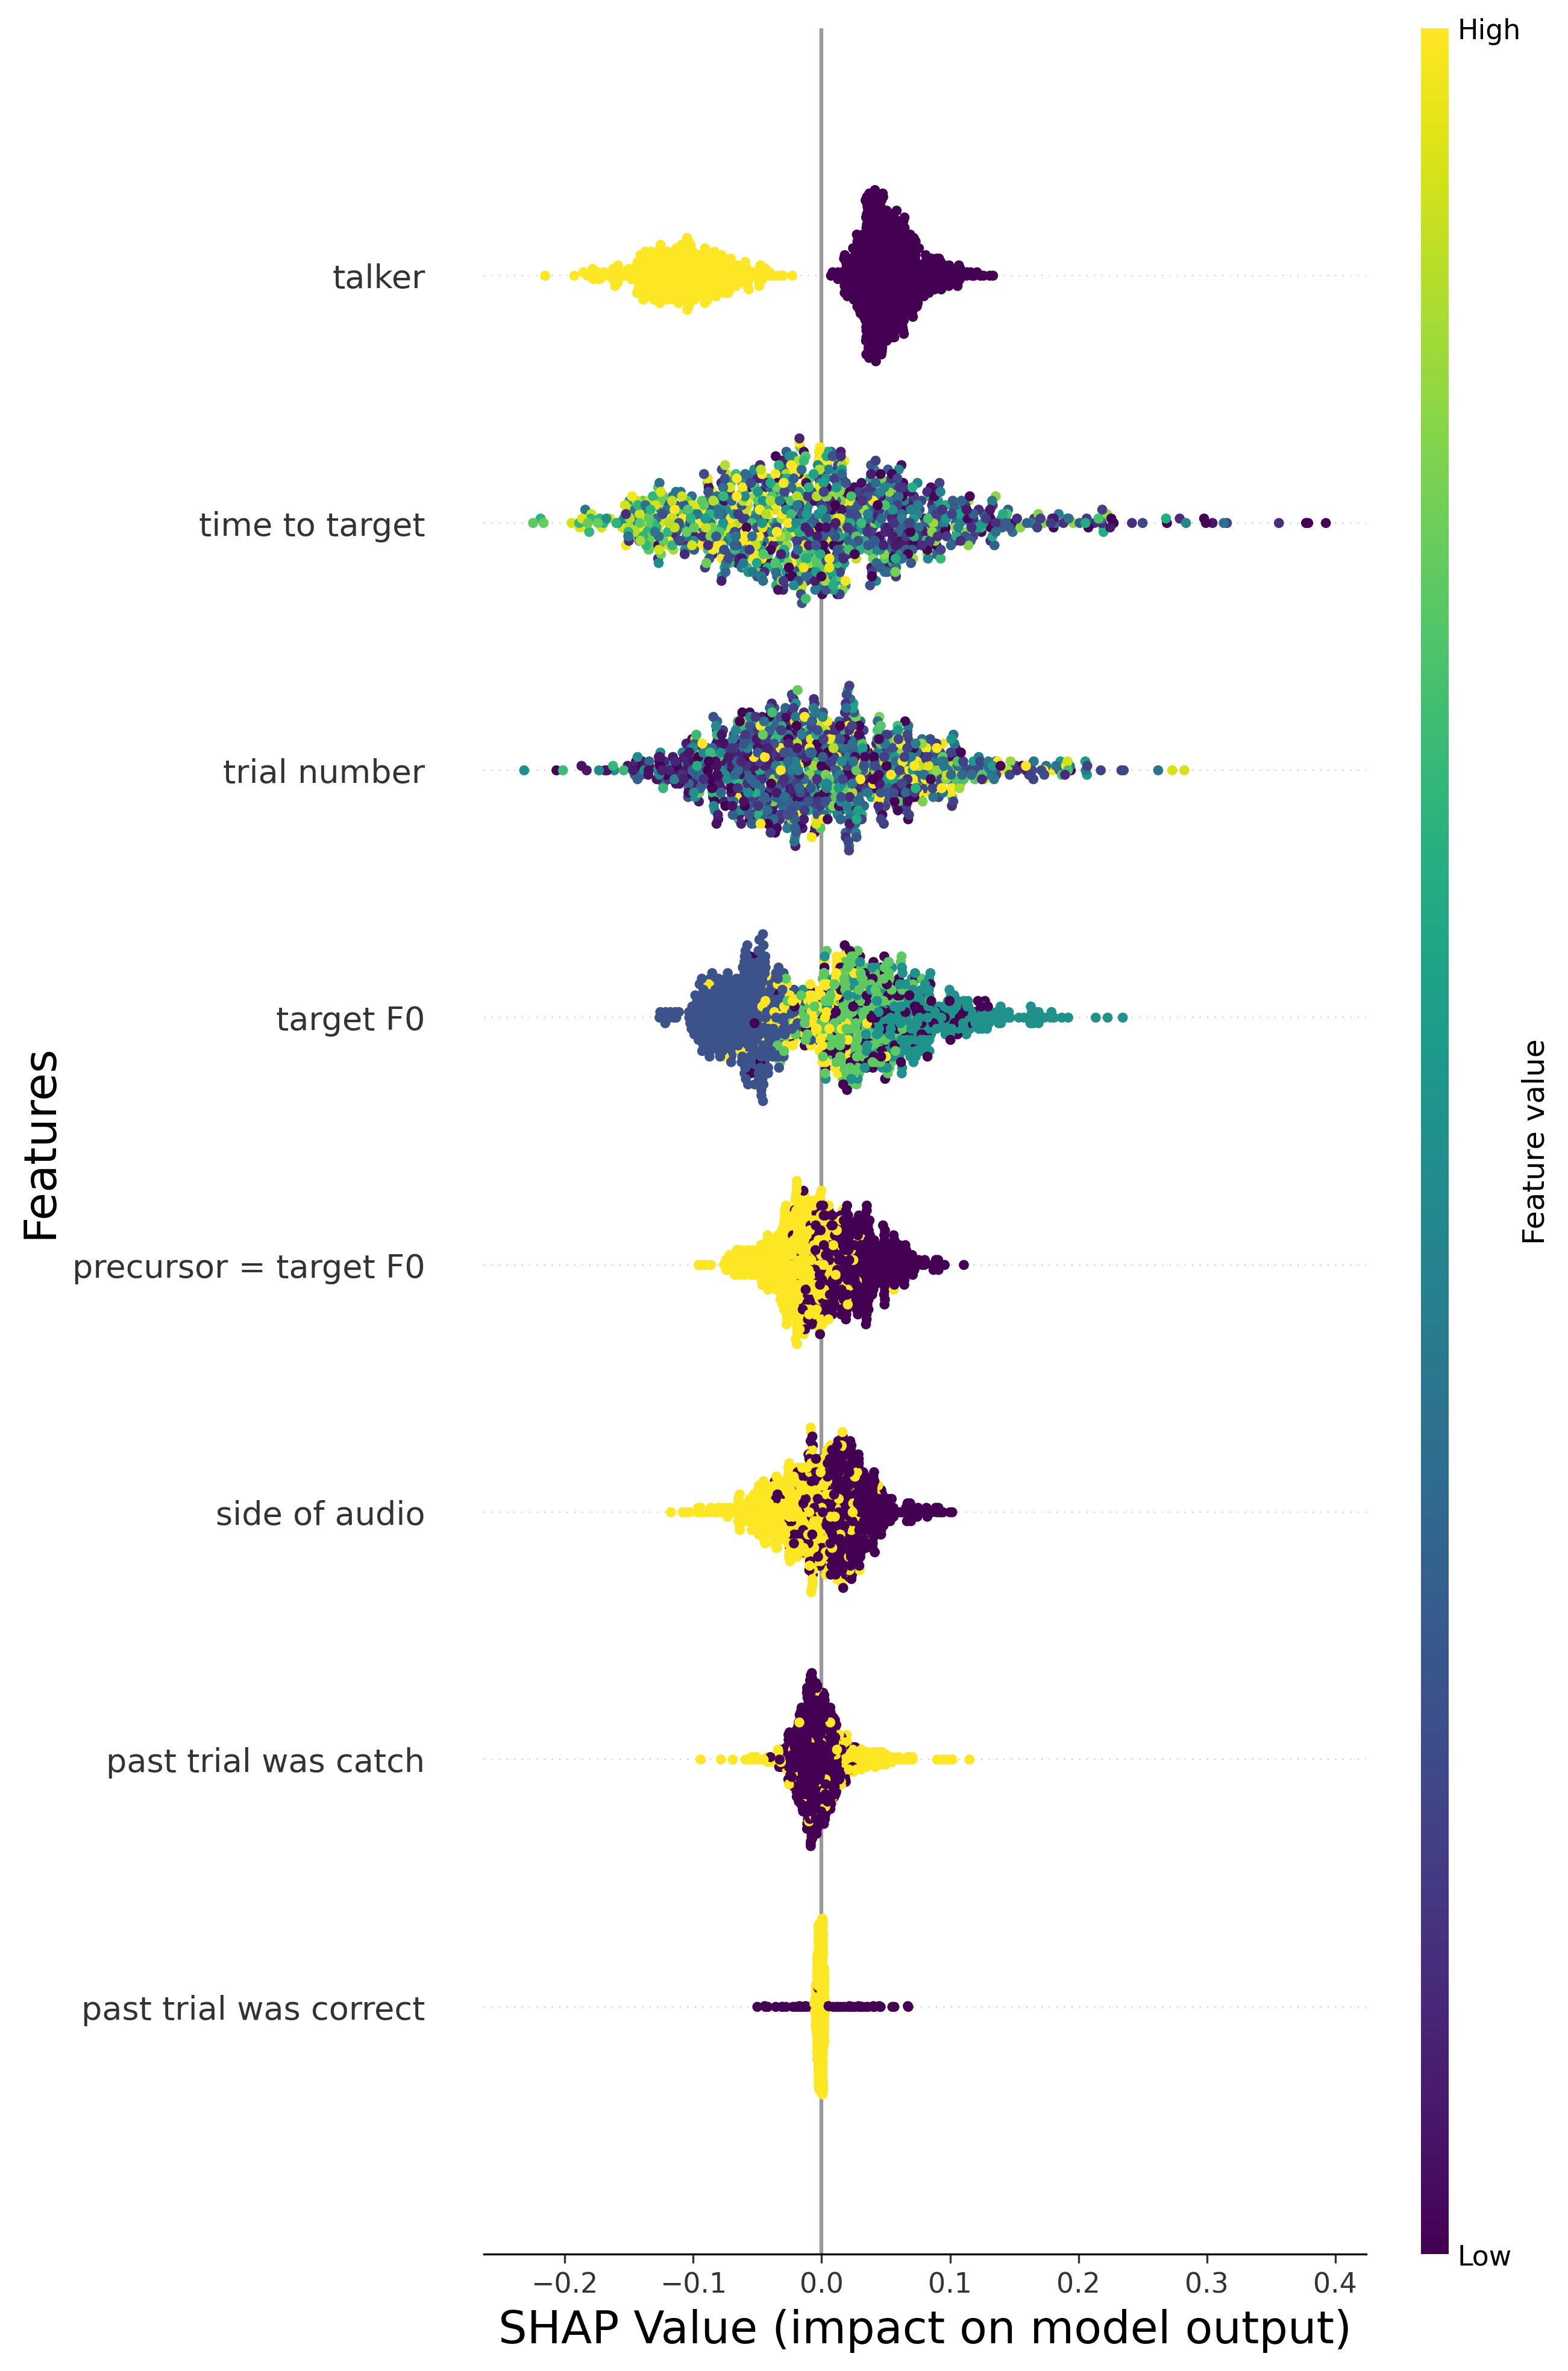 High
talker
time to target
trial number
target F0
precursor = target F0
side of audio
past trial was catch
past trial was correct
Features
Feature value
Low
−0.2 −0.1 0.0 0.1 0.2 0.3 0.4
SHAP Value (impact on model output)